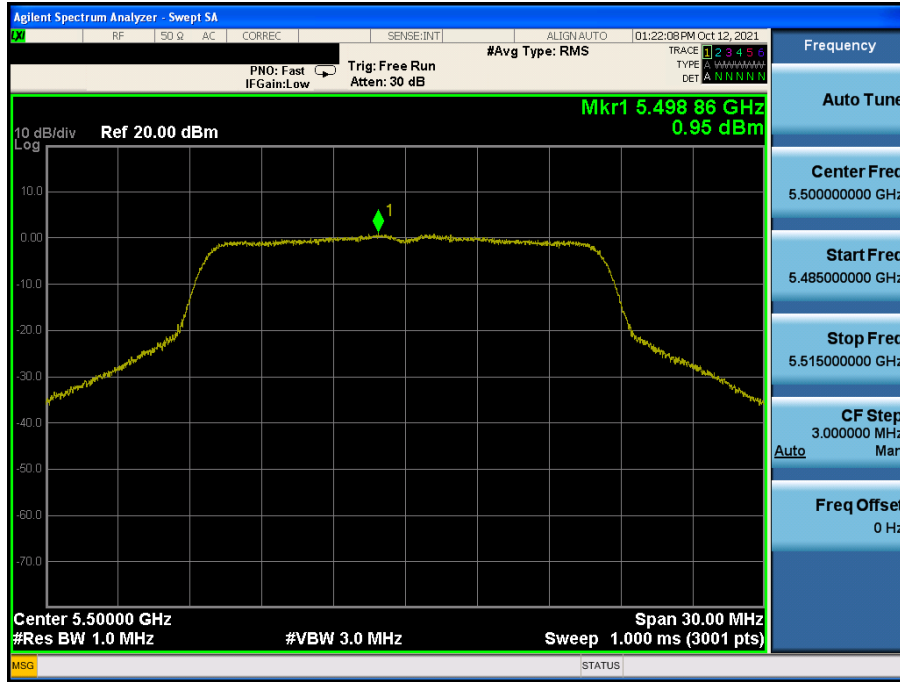 Agilent Spectrum Analyzer - Swept SA
LXI RF 50 Ω AC CORREC SENSE:INT ALIGN AUTO 01:22:08 PM Oct 12, 2021
#Avg Type: RMS
TRACE 1 2 3 4 5 6
TYPE A WWWWW
DET A N N N N N
PNO: Fast
IFGain:Low
Trig: Free Run
Atten: 30 dB
Mkr1 5.498 86 GHz
0.95 dBm
10 dB/div Ref 20.00 dBm
Log
1
10.0
0.00
-10.0
-20.0
-30.0
-40.0
-50.0
-60.0
-70.0
Center 5.50000 GHz Span 30.00 MHz
#Res BW 1.0 MHz #VBW 3.0 MHz Sweep 1.000 ms (3001 pts)
MSG STATUS
Frequency
Auto Tune
Center Freq
5.500000000 GHz
Start Freq
5.485000000 GHz
Stop Freq
5.515000000 GHz
CF Step
3.000000 MHz
Auto Man
Freq Offset
0 Hz